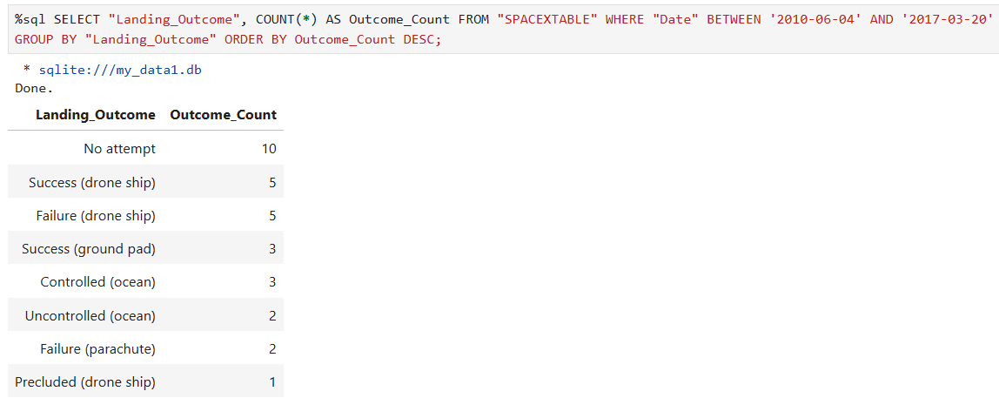 %sql SELECT "Landing_Outcome", COUNT(*) AS Outcome_Count FROM "SPACEXTABLE" WHERE "Date" BETWEEN '2010-06-04' AND '2017-03-20'
GROUP BY "Landing_Outcome" ORDER BY Outcome_Count DESC;
* sqlite:///my_data1.db
Done.
Landing_Outcome Outcome_Count
No attempt 10
Success (drone ship) 5
Failure (drone ship) 5
Success (ground pad) 3
Controlled (ocean) 3
Uncontrolled (ocean) 2
Failure (parachute) 2
Precluded (drone ship) 1